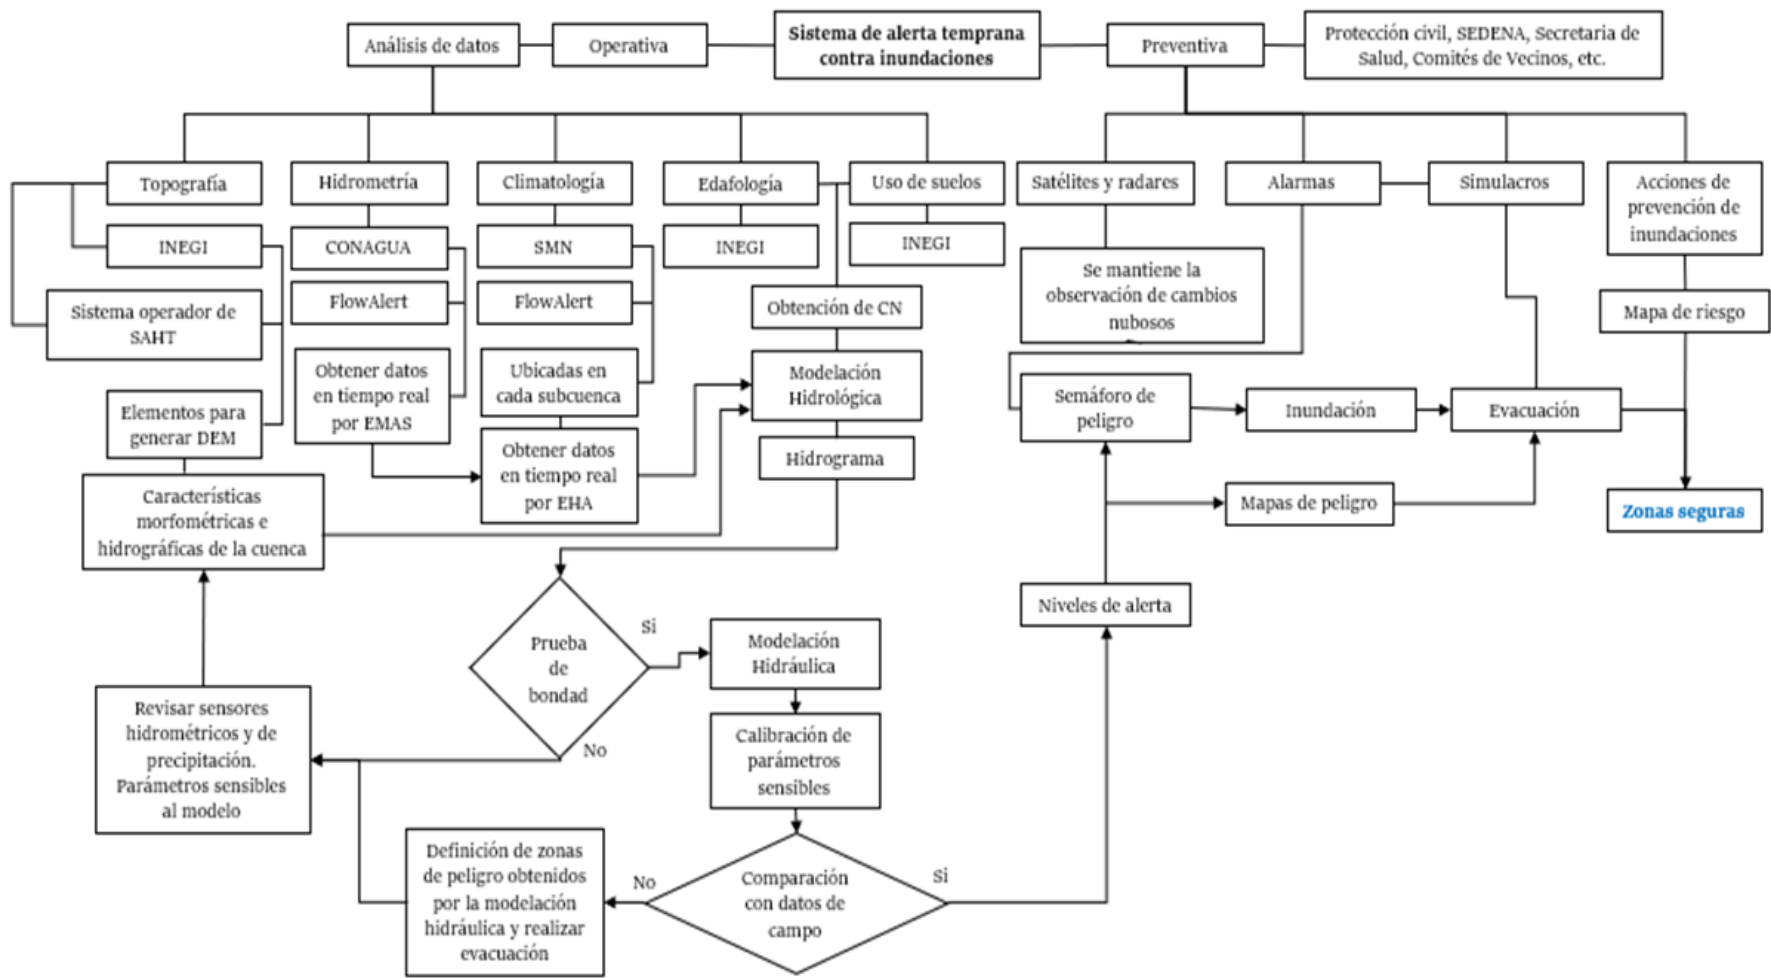 Análisis de datos
Operativa
Sistema de alerta temprana
contra inundaciones
Preventiva
Protección civil, SEDENA, Secretaria de
Salud, Comités de Vecinos, etc.
Topografía
Hidrometría
Climatología
Edafología
Uso de suelos
Satélites y radares
Alarmas
Simulacros
Acciones de
prevención de
inundaciones
INEGI
CONAGUA
SMN
INEGI
INEGI
Se mantiene la
observación de cambios
nubosos
Sistema operador de
SAHT
FlowAlert
FlowAlert
Obtención de CN
Mapa de riesgo
Elementos para
generar DEM
Obtener datos
en tiempo real
por EMAS
Ubicadas en
cada subcuenca
Modelación
Hidrológica
Semáforo de
peligro
Inundación
Evacuación
Obtener datos
en tiempo real
por EHA
Hidrograma
Características
morfométricas e
hidrográficas de la cuenca
Mapas de peligro
Zonas seguras
Niveles de alerta
Prueba
de
bondad
Si
No
Modelación
Hidráulica
Revisar sensores
hidrométricos y de
precipitación.
Parámetros sensibles
al modelo
Calibración de
parámetros
sensibles
Definición de zonas
de peligro obtenidos
por la modelación
hidráulica y realizar
evacuación
No
Comparación
con datos de
campo
Si